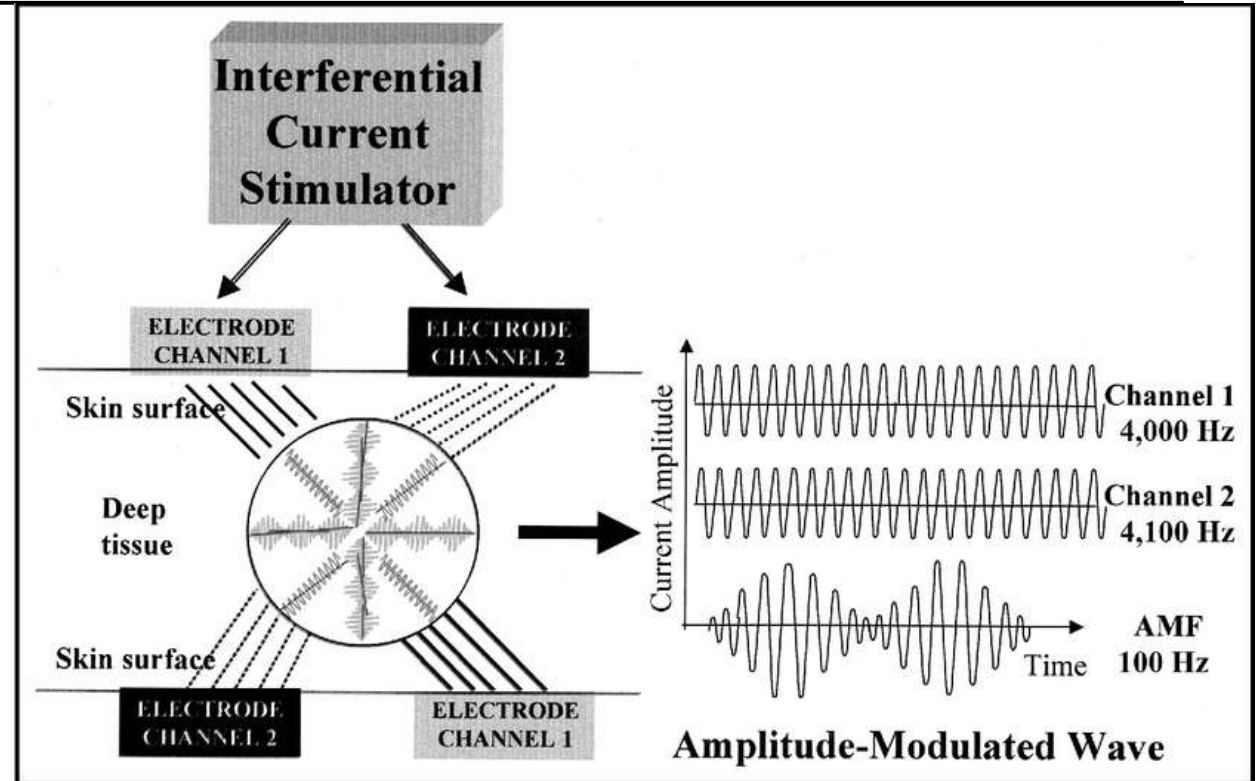 Interferential
Current
Stimulator
ELECTRODE
CHANNEL 1
ELECTRODE
CHANNEL 2
Skin surface
Deep
tissue
Skin surface
ELECTRODE
CHANNEL 2
ELECTRODE
CHANNEL 1
Current Amplitude
Channel 1
4,000 Hz
Channel 2
4,100 Hz
AMF
100 Hz
Time
Amplitude-Modulated Wave